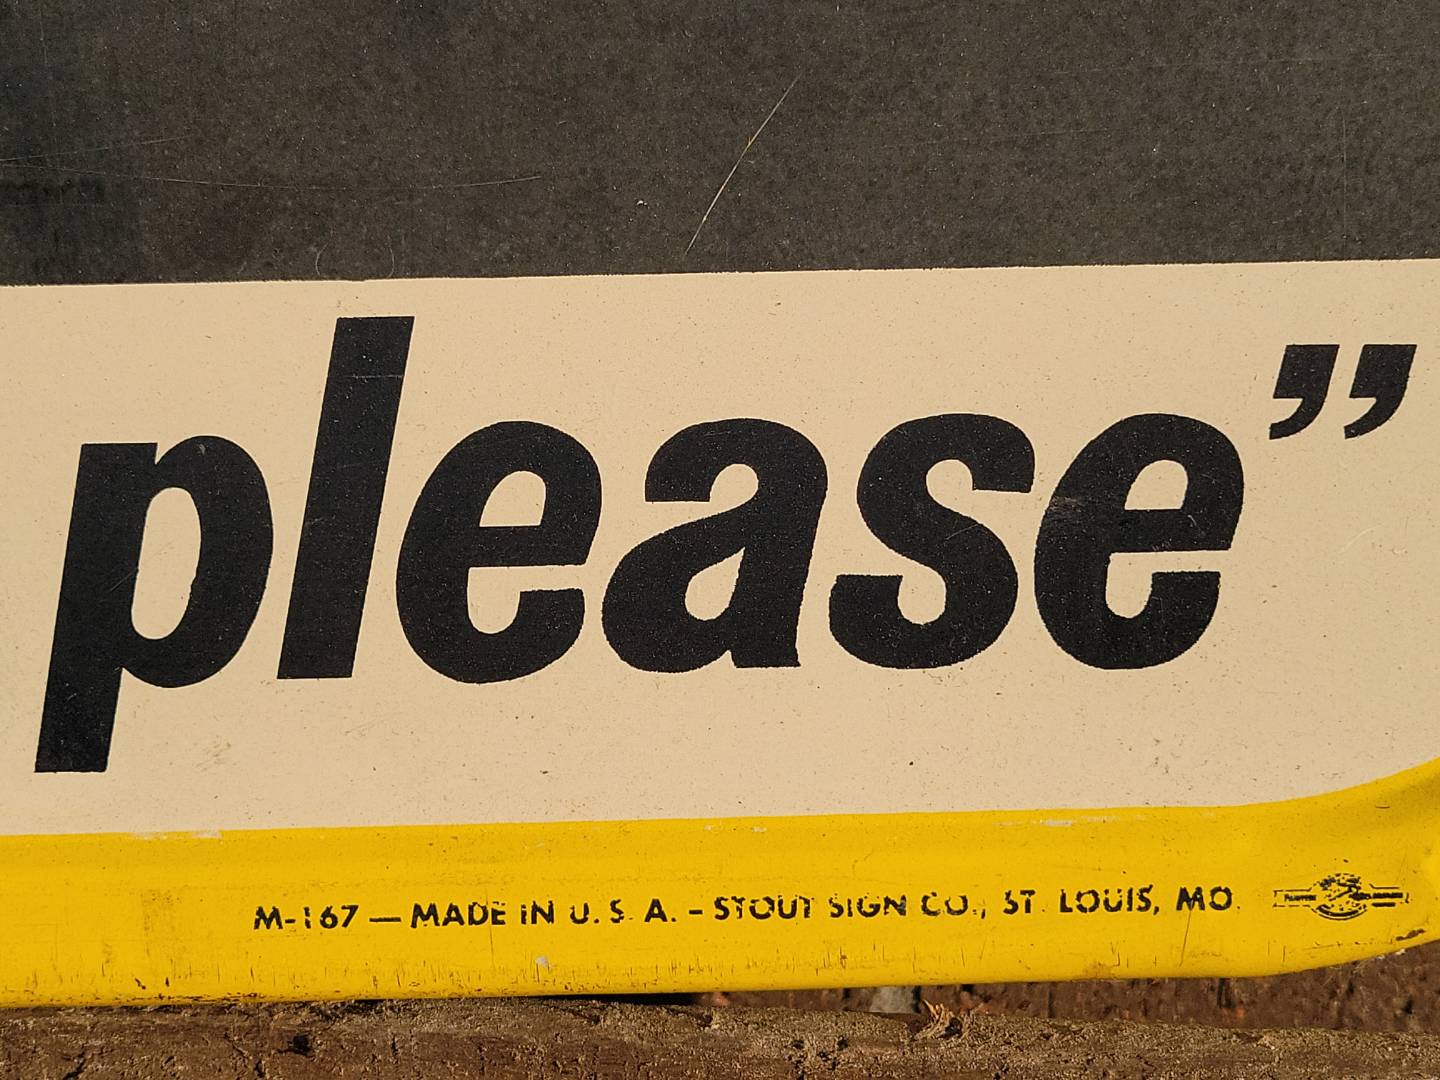 please”
M-167 — MADE IN U. S. A. - STOUT SIGN CO., ST. LOUIS, MO.